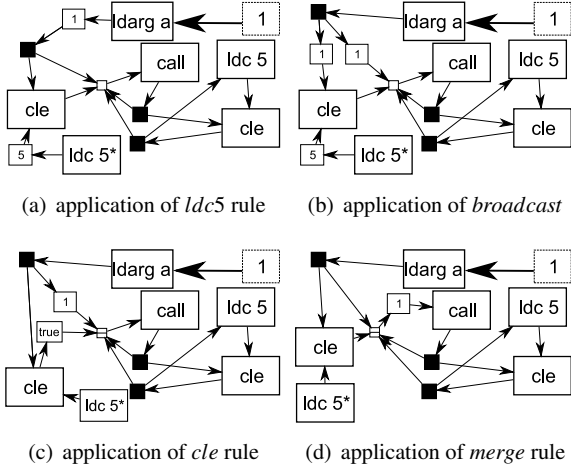 1 ldarg a 1
call ldc 5
cle cle
5 ldc 5*
(a) application of ldc5 rule
ldarg a 1
1 1 call ldc 5
cle cle
5 ldc 5*
(b) application of broadcast
ldarg a 1
1 call ldc 5
true
cle cle
ldc 5*
(c) application of cle rule
ldarg a 1
1 call ldc 5
cle cle
ldc 5*
(d) application of merge rule